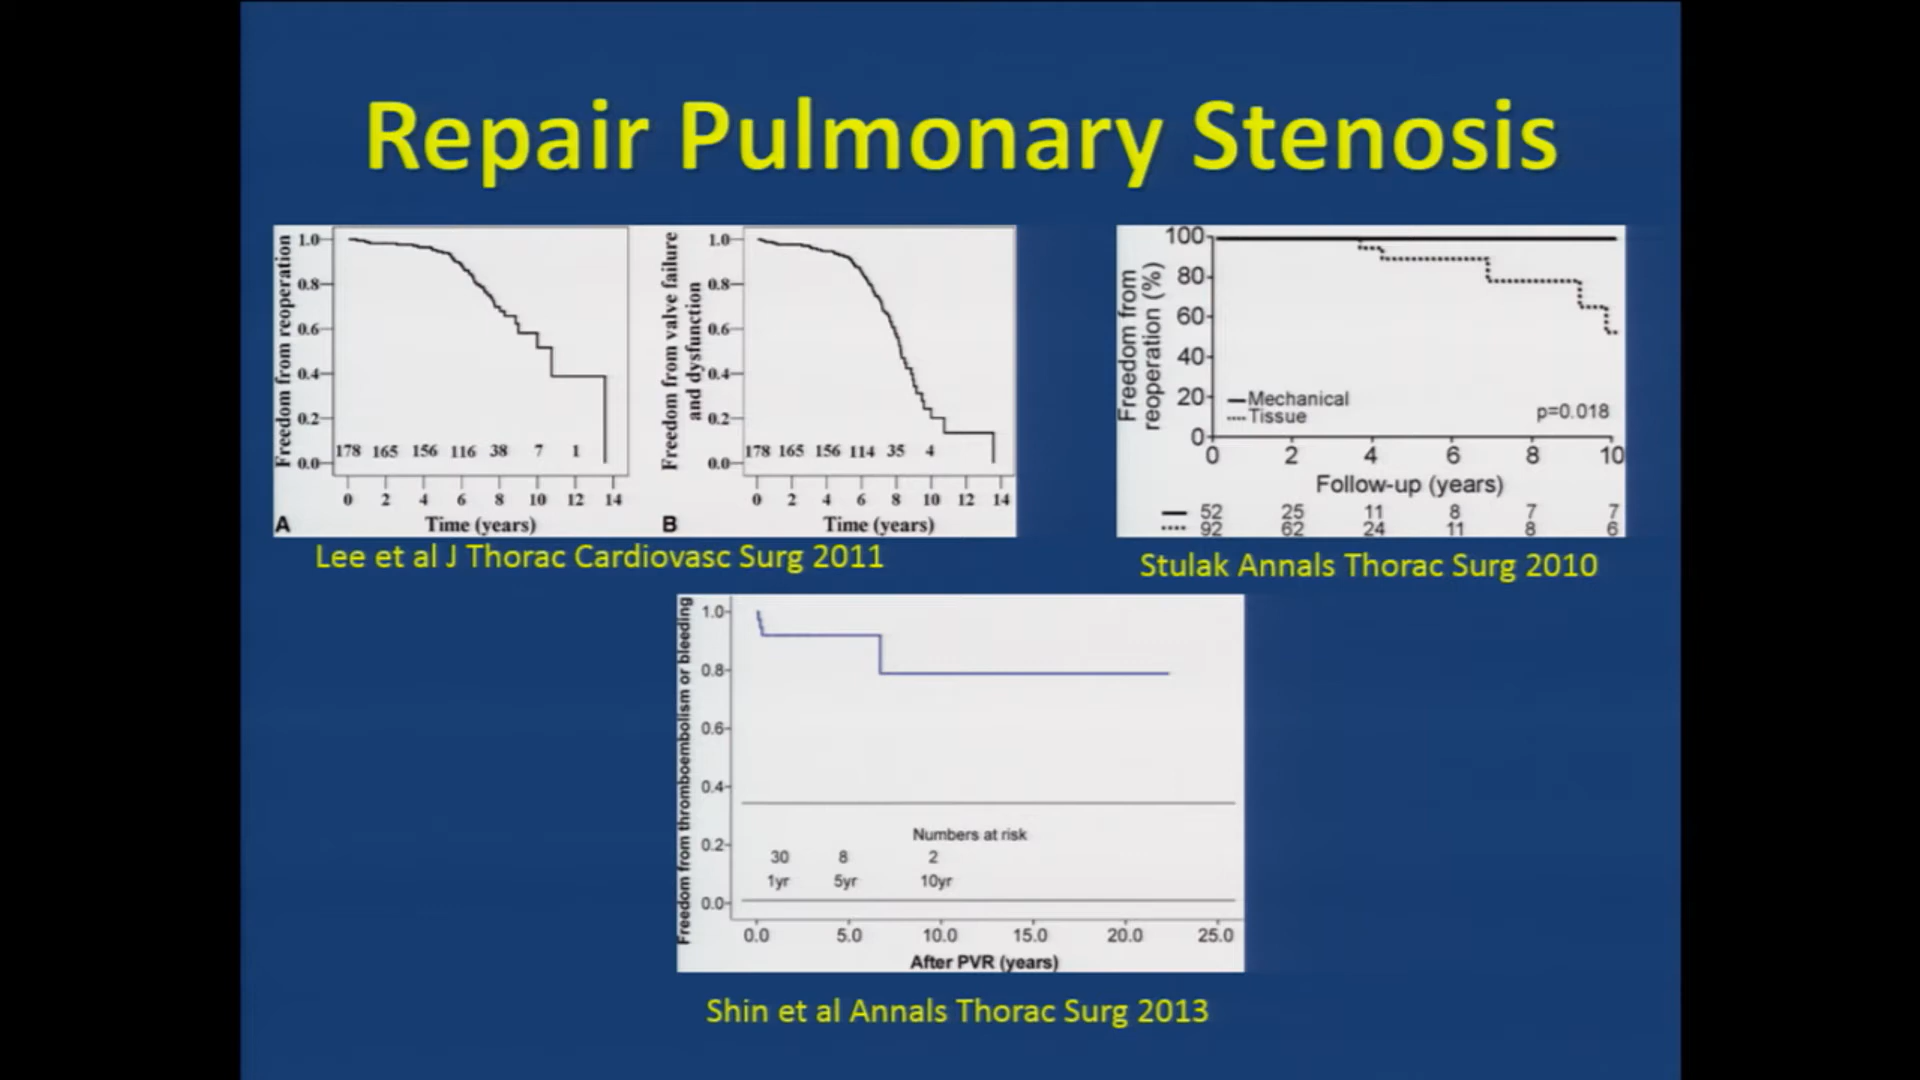 Repair Pulmonary Stenosis
Freedom from reoperation
1.0
0.8
0.6
0.4
0.2
0.0
178 165 156 116 38 7 1
0 2 4 6 8 10 12 14
A Time (years)
Freedom from valve failure
and dysfunction
1.0
0.8
0.6
0.4
0.2
0.0
178 165 156 114 35 4
0 2 4 6 8 10 12 14
B Time (years)
Lee et al J Thorac Cardiovasc Surg 2011
Freedom from
reoperation (%)
100
80
60
40
20
0
Mechanical
Tissue
p=0.018
0 2 4 6 8 10
Follow-up (years)
52 25 11 8 7 7
92 62 24 11 8 6
Stulak Annals Thorac Surg 2010
Freedom from thromboembolism or bleeding
1.0
0.8
0.6
0.4
0.2
0.0
Numbers at risk
30 8 2
1yr 5yr 10yr
0.0 5.0 10.0 15.0 20.0 25.0
After PVR (years)
Shin et al Annals Thorac Surg 2013